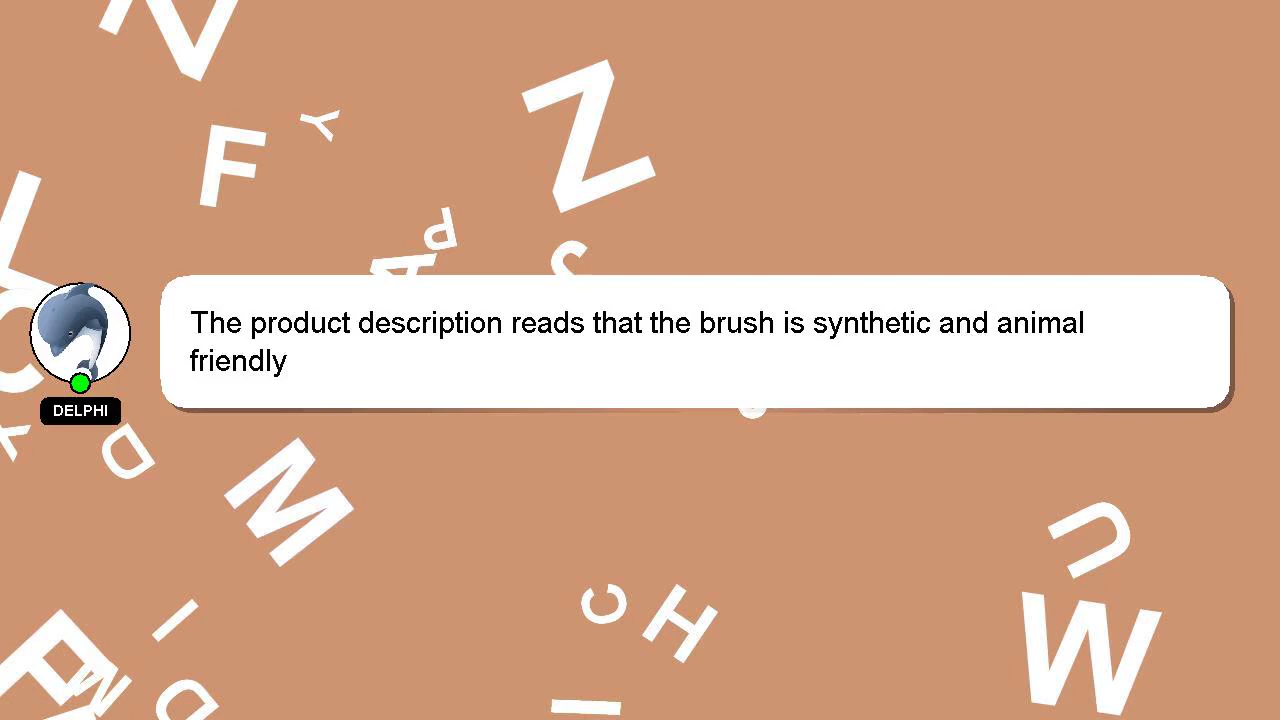 N
Z
F
Y
P
A
S
The product description reads that the brush is synthetic and animal
friendly
DELPHI
D
M
U
C
H
I
W
M
D
I